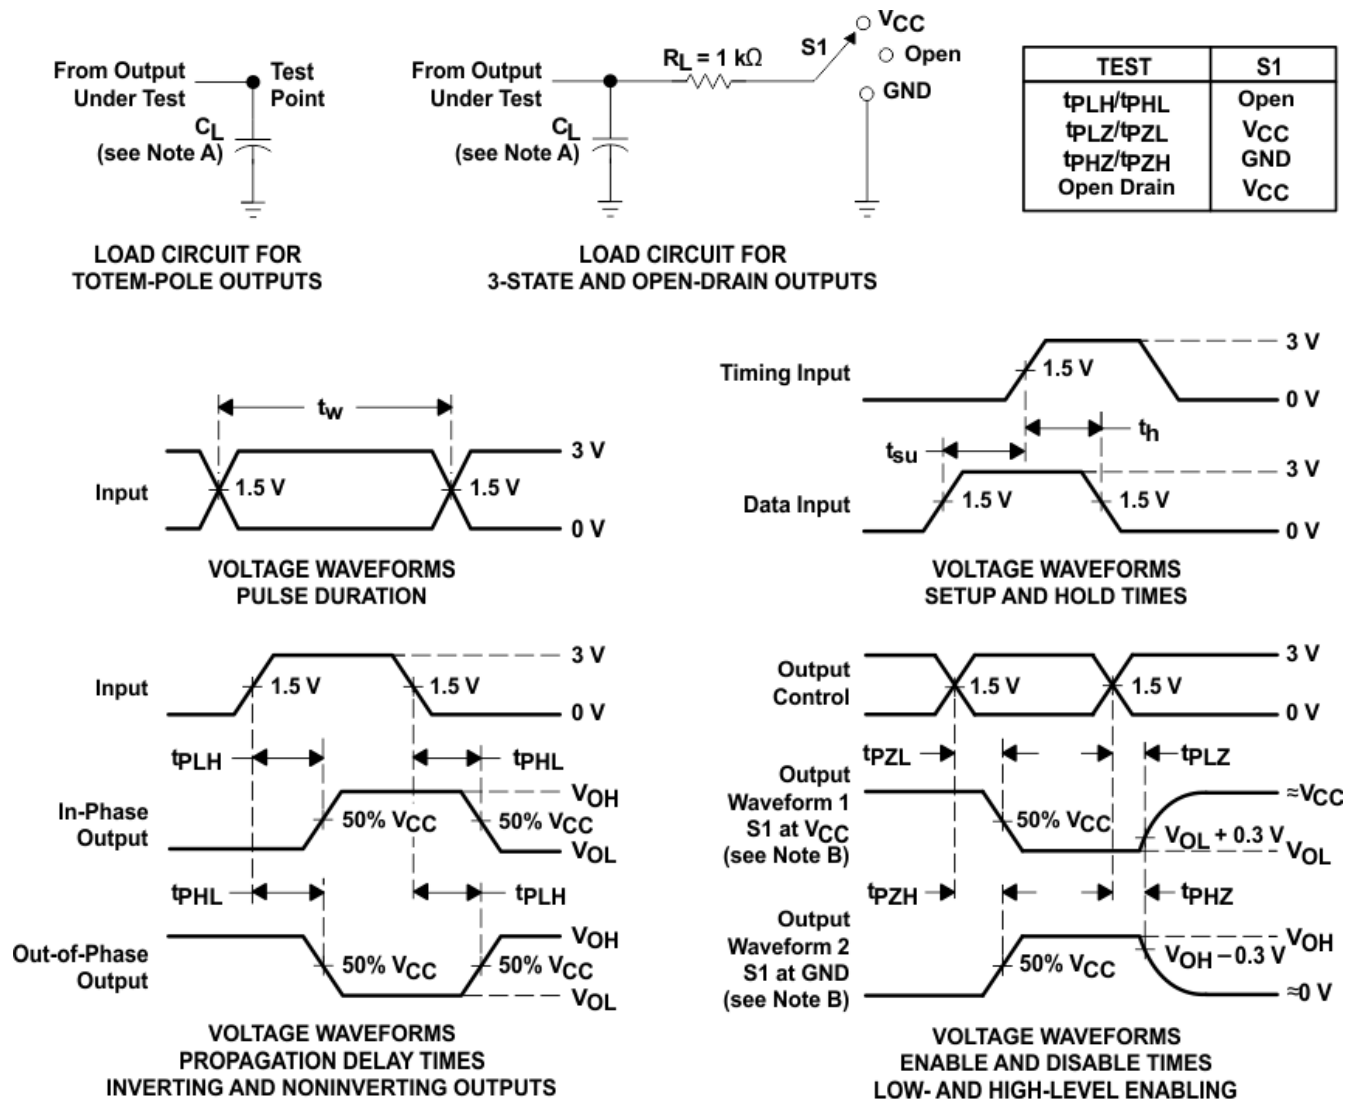 From Output
Under Test
Test
Point
CL
(see Note A)
LOAD CIRCUIT FOR
TOTEM-POLE OUTPUTS
From Output
Under Test
RL = 1 kΩ
S1
VCC
Open
GND
CL
(see Note A)
LOAD CIRCUIT FOR
3-STATE AND OPEN-DRAIN OUTPUTS
TEST S1
tPLH/tPHL Open
tPLZ/tPZL VCC
tPHZ/tPZH GND
Open Drain VCC
tw
Input
1.5 V
1.5 V
3 V
0 V
VOLTAGE WAVEFORMS
PULSE DURATION
Timing Input
1.5 V
3 V
0 V
th
tsu
Data Input
1.5 V
1.5 V
3 V
0 V
VOLTAGE WAVEFORMS
SETUP AND HOLD TIMES
Input
1.5 V
1.5 V
3 V
0 V
tPLH
tPHL
In-Phase
Output
50% VCC
50% VCC
VOH
VOL
tPHL
tPLH
Out-of-Phase
Output
50% VCC
50% VCC
VOH
VOL
VOLTAGE WAVEFORMS
PROPAGATION DELAY TIMES
INVERTING AND NONINVERTING OUTPUTS
Output
Control
1.5 V
1.5 V
3 V
0 V
tPZL
tPLZ
Output
Waveform 1
S1 at VCC
(see Note B)
50% VCC
VOL + 0.3 V
≈VCC
VOL
tPZH
tPHZ
Output
Waveform 2
S1 at GND
(see Note B)
50% VCC
VOH − 0.3 V
VOH
≈0 V
VOLTAGE WAVEFORMS
ENABLE AND DISABLE TIMES
LOW- AND HIGH-LEVEL ENABLING